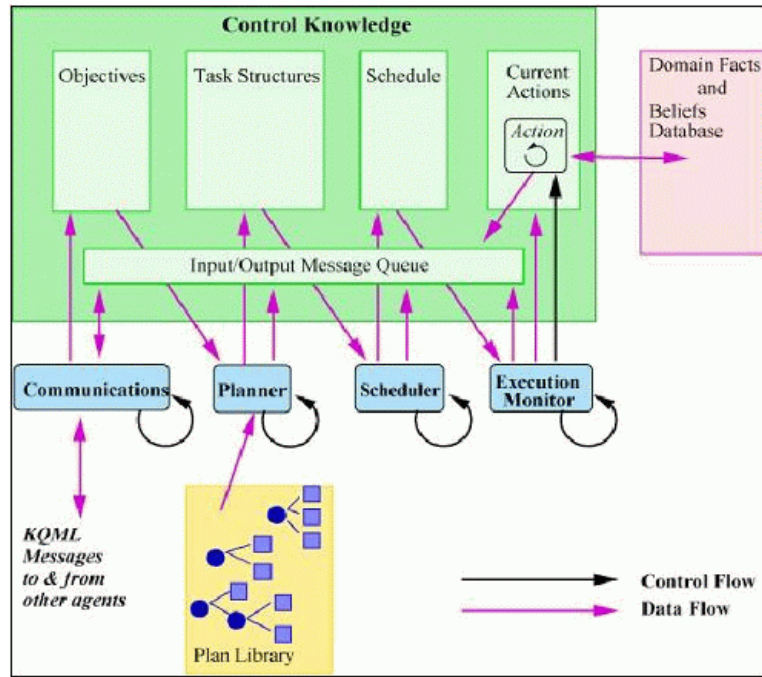 Control Knowledge
Objectives
Task Structures
Schedule
Current
Actions
Action
Domain Facts
and
Beliefs
Database
Input/Output Message Queue
Communications
Planner
Scheduler
Execution
Monitor
KQML
Messages
to & from
other agents
Plan Library
Control Flow
Data Flow